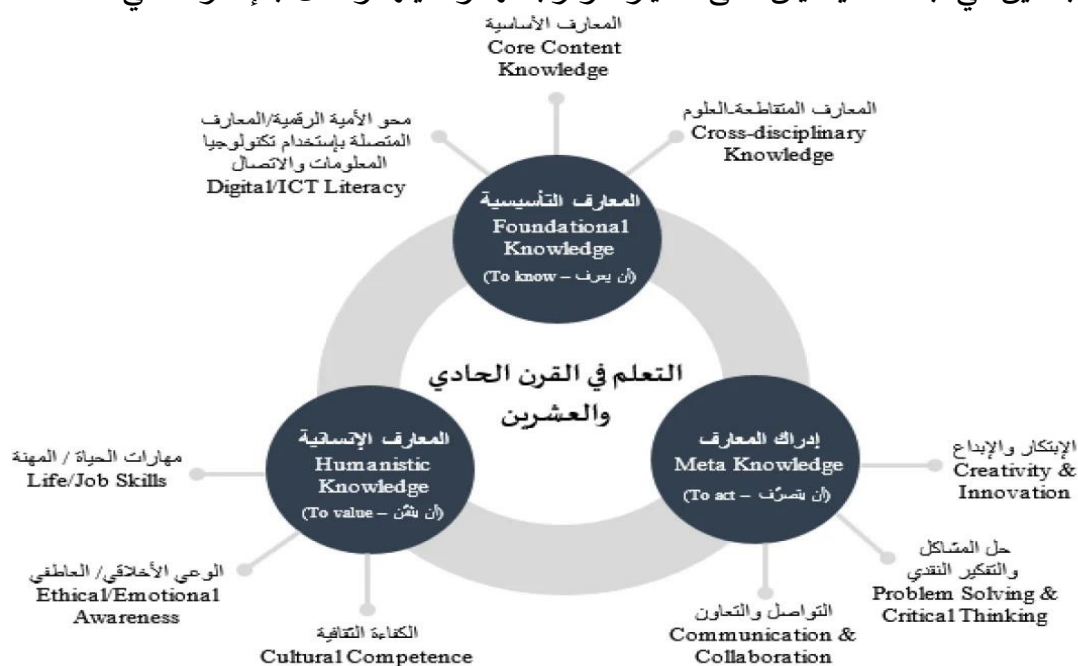 المعارف الأساسية
Core Content
Knowledge
المعارف المتقاطعة-العلوم
Cross-disciplinary
Knowledge
محو الأمية الرقمية/المعارف
المتصلة بإستخدام تكنولوجيا
المعلومات والاتصال
Digital/ICT Literacy
المعارف التأسيسية
Foundational
Knowledge
(أن يعرف – To know)
التعلم في القرن الحادي
والعشرين
المعارف الإنسانية
Humanistic
Knowledge
(أن يثمّن – To value)
إدراك المعارف
Meta Knowledge
(أن يتصرّف – To act)
مهارات الحياة / المهنة
Life/Job Skills
الوعي الأخلاقي/ العاطفي
Ethical/Emotional
Awareness
الكفاءة الثقافية
Cultural Competence
الإبتكار والإبداع
Creativity &
Innovation
حل المشاكل
والتفكير النقدي
Problem Solving &
Critical Thinking
التواصل والتعاون
Communication &
Collaboration